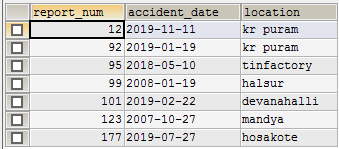 report_num accident_date location
12 2019-11-11 kr puram
92 2019-01-19 kr puram
95 2018-05-10 tinfactory
99 2008-01-19 halsur
101 2019-02-22 devanahalli
123 2007-10-27 mandya
177 2019-07-27 hosakote